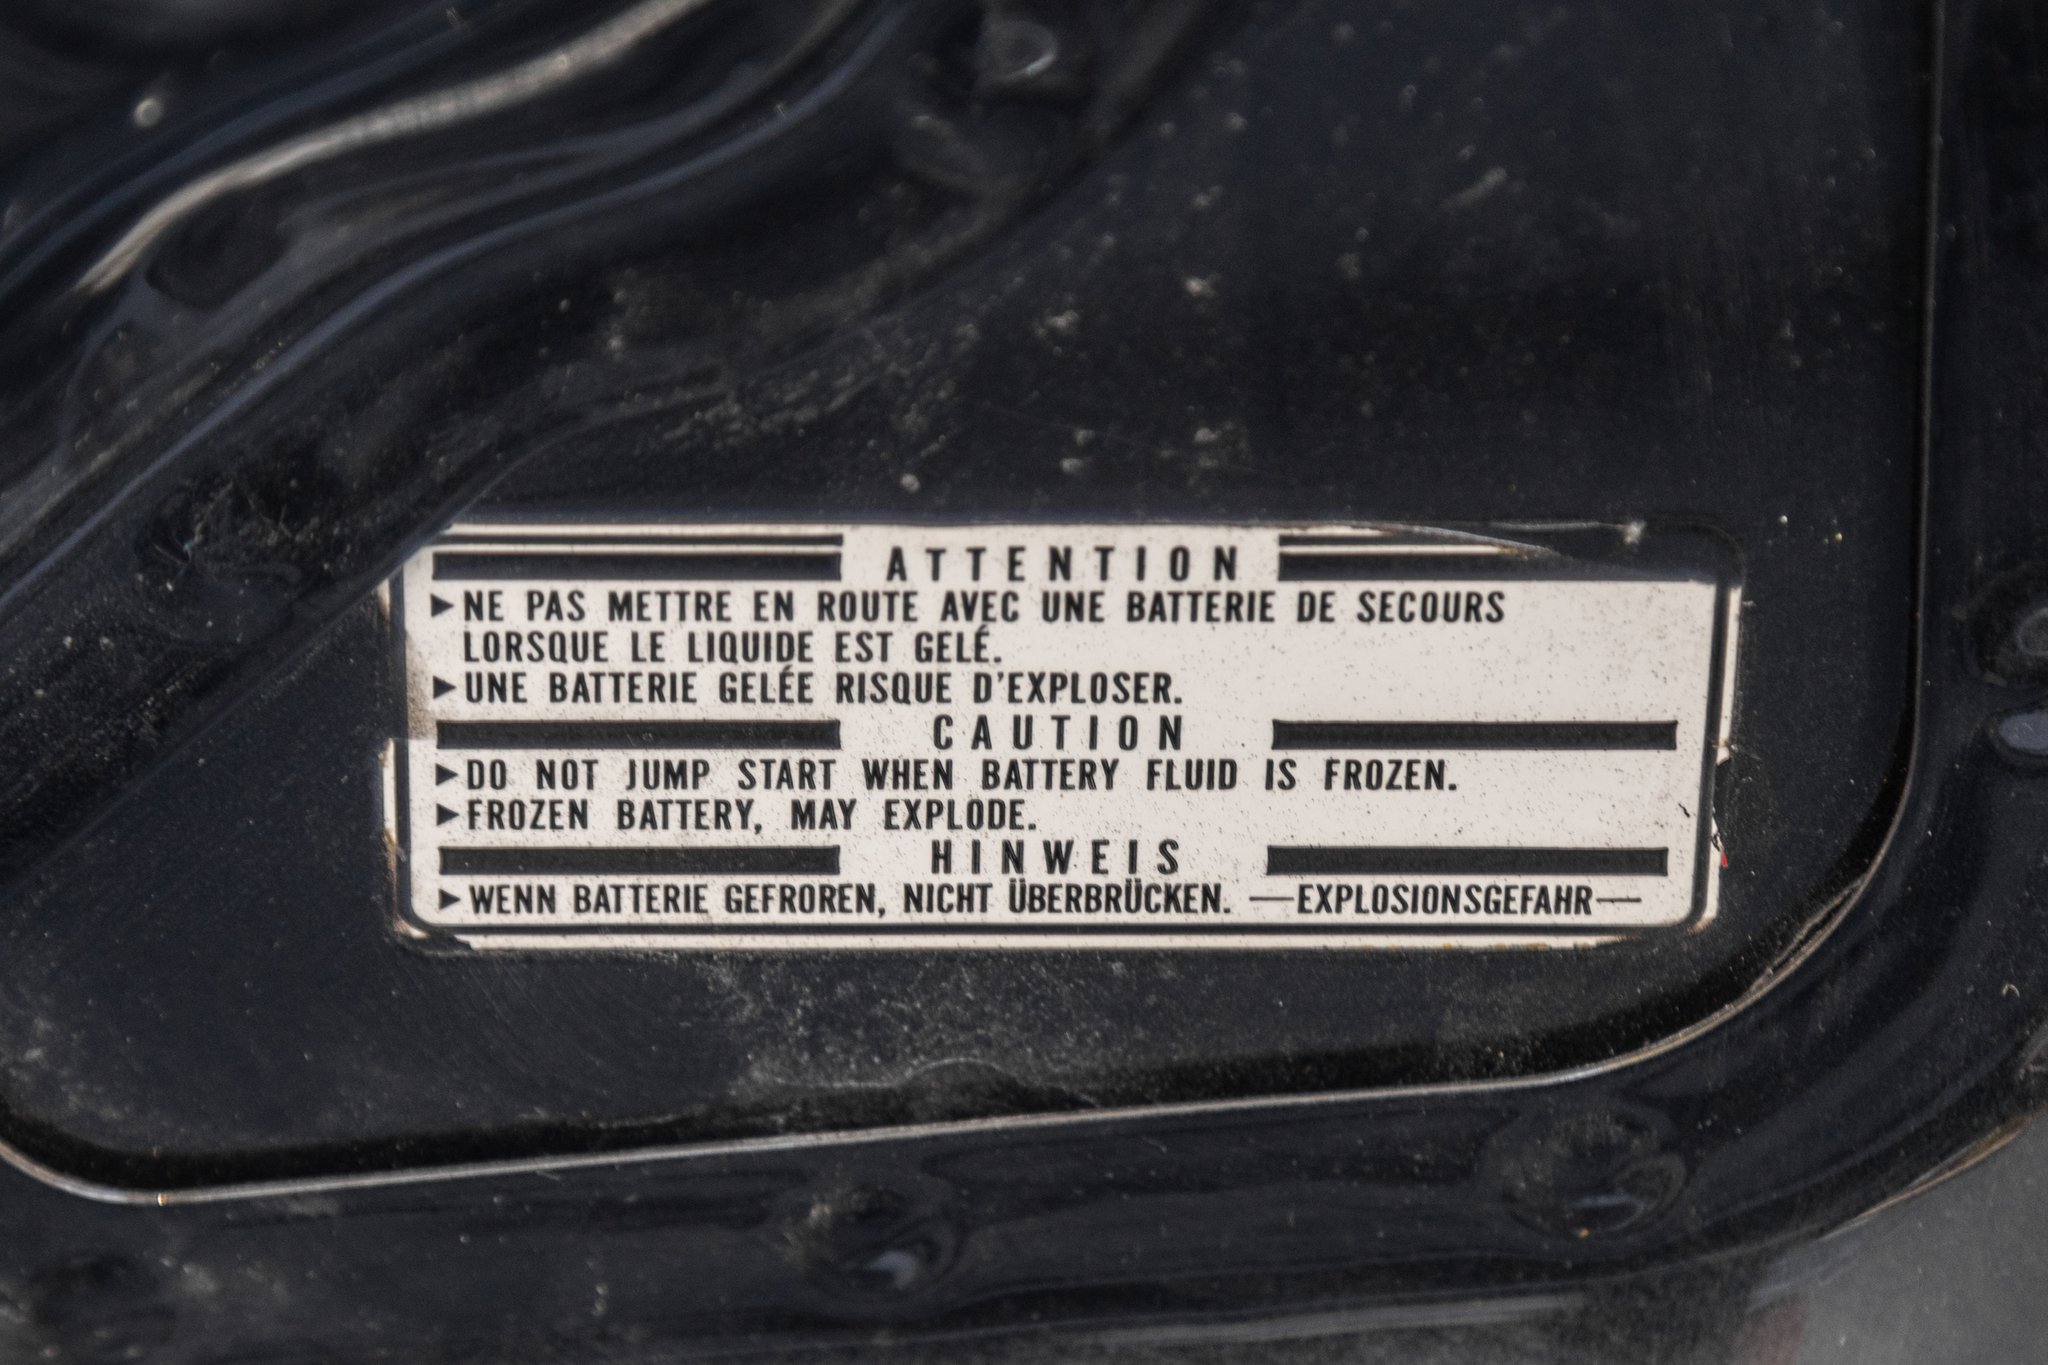 ATTENTION
▶NE PAS METTRE EN ROUTE AVEC UNE BATTERIE DE SECOURS
LORSQUE LE LIQUIDE EST GELÉ.
▶UNE BATTERIE GELÉE RISQUE D'EXPLOSER.
CAUTION
▶DO NOT JUMP START WHEN BATTERY FLUID IS FROZEN.
▶FROZEN BATTERY, MAY EXPLODE.
HINWEIS
▶WENN BATTERIE GEFROREN, NICHT ÜBERBRÜCKEN. —EXPLOSIONSGEFAHR—